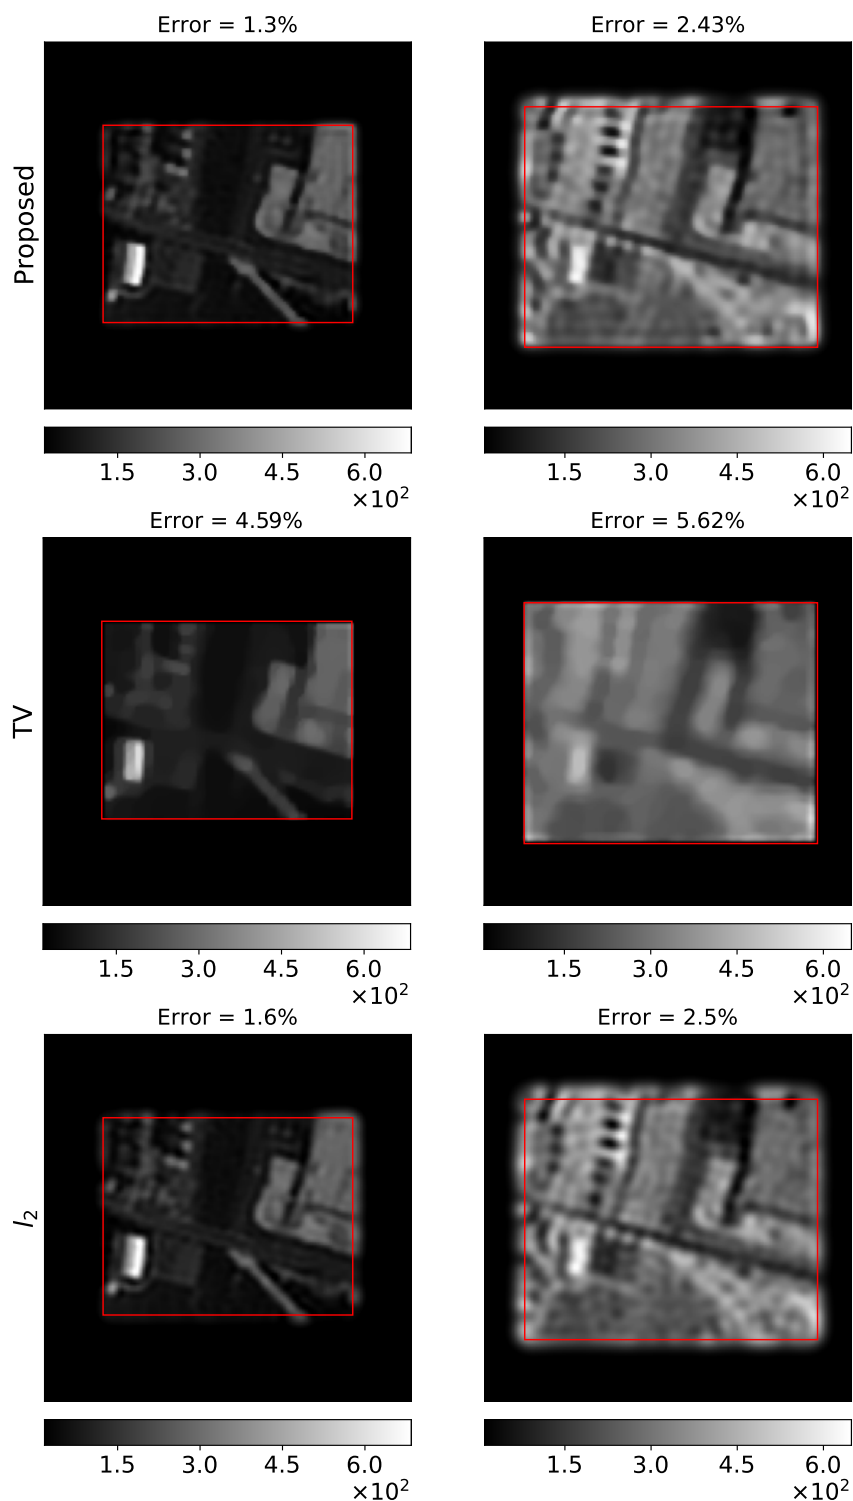 Error = 1.3%
Error = 2.43%
Proposed
1.5 3.0 4.5 6.0
×10²
1.5 3.0 4.5 6.0
×10²
Error = 4.59%
Error = 5.62%
TV
1.5 3.0 4.5 6.0
×10²
1.5 3.0 4.5 6.0
×10²
Error = 1.6%
Error = 2.5%
l₂
1.5 3.0 4.5 6.0
×10²
1.5 3.0 4.5 6.0
×10²